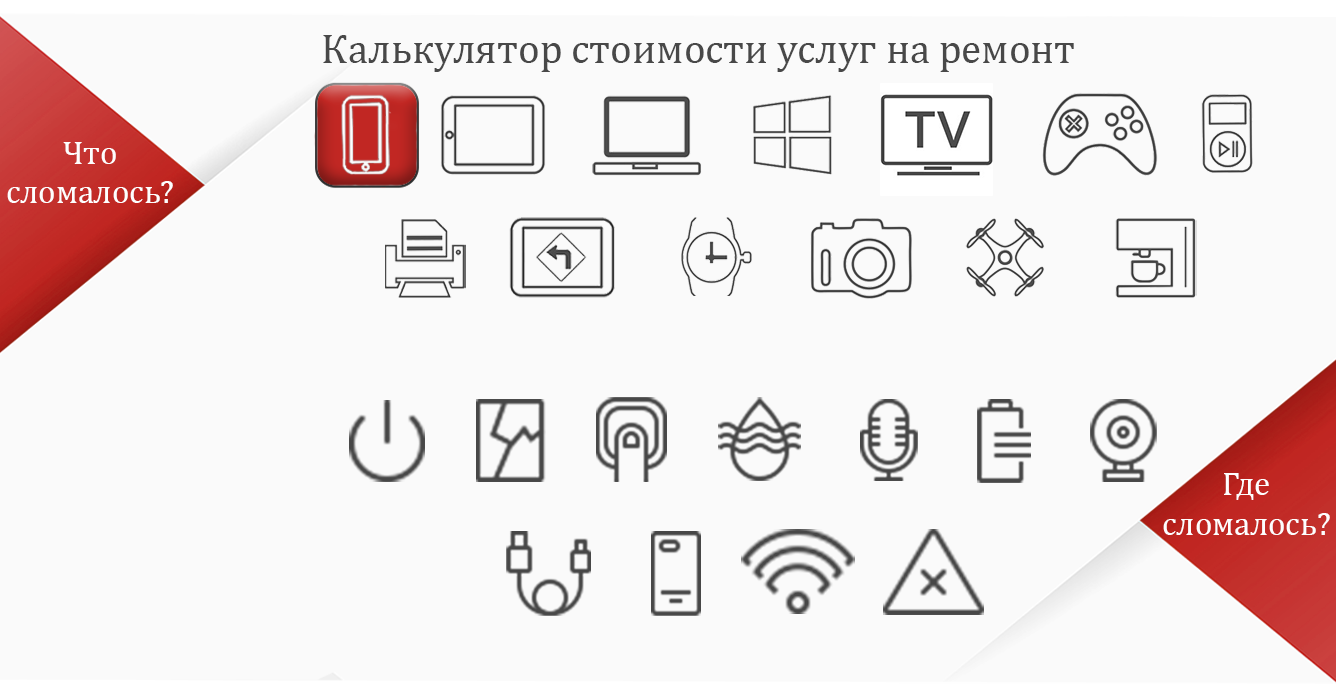 Калькулятор стоимости услуг на ремонт
Что
сломалось?
TV
Где
сломалось?